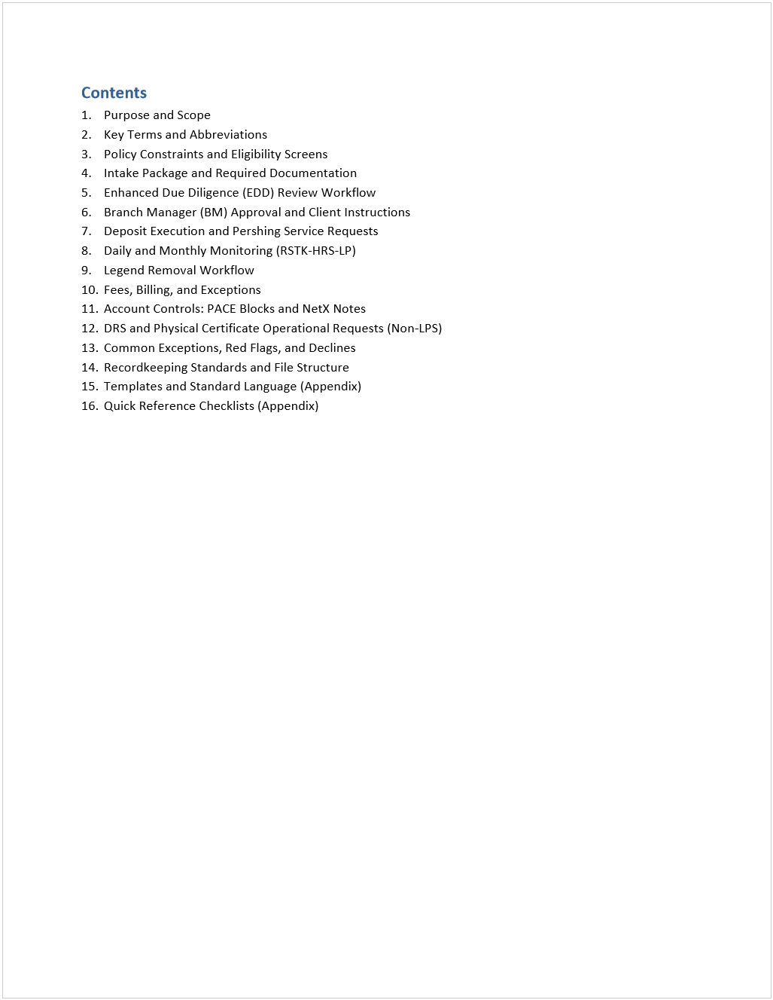 Contents
1. Purpose and Scope
2. Key Terms and Abbreviations
3. Policy Constraints and Eligibility Screens
4. Intake Package and Required Documentation
5. Enhanced Due Diligence (EDD) Review Workflow
6. Branch Manager (BM) Approval and Client Instructions
7. Deposit Execution and Pershing Service Requests
8. Daily and Monthly Monitoring (RSTK-HRS-LP)
9. Legend Removal Workflow
10. Fees, Billing, and Exceptions
11. Account Controls: PACE Blocks and NetX Notes
12. DRS and Physical Certificate Operational Requests (Non-LPS)
13. Common Exceptions, Red Flags, and Declines
14. Recordkeeping Standards and File Structure
15. Templates and Standard Language (Appendix)
16. Quick Reference Checklists (Appendix)